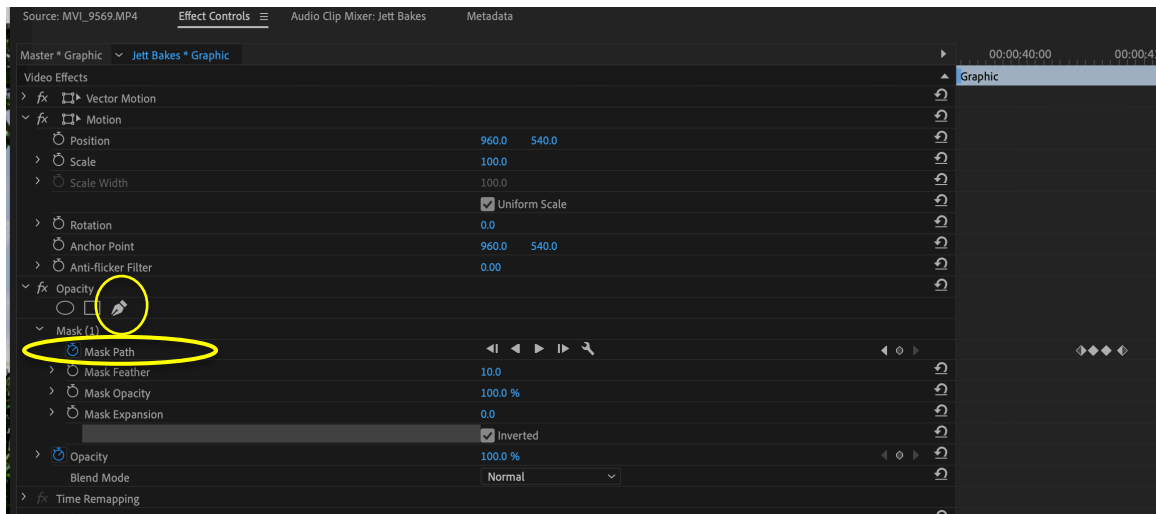 Source: MVI_9569.MP4 Effect Controls Audio Clip Mixer: Jett Bakes Metadata
Master * Graphic Jett Bakes * Graphic 00:00:40:00
Video Effects Graphic
fx Vector Motion
fx Motion
Position 960.0 540.0
Scale 100.0
Scale Width 100.0
Uniform Scale
Rotation 0.0
Anchor Point 960.0 540.0
Anti-flicker Filter 0.00
fx Opacity
Mask (1)
Mask Path
Mask Feather 10.0
Mask Opacity 100.0 %
Mask Expansion 0.0
Inverted
Opacity 100.0 %
Blend Mode Normal
fx Time Remapping